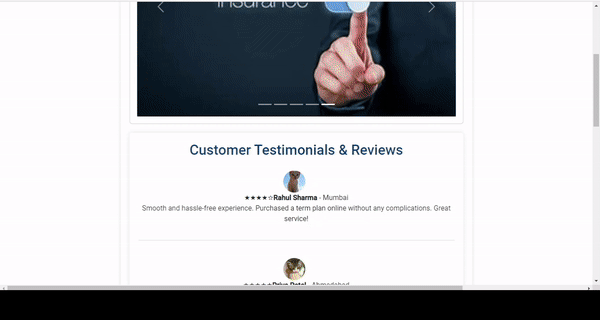 insurance
Customer Testimonials & Reviews
★★★★☆Rahul Sharma - Mumbai
Smooth and hassle-free experience. Purchased a term plan online without any complications. Great
service!
★★★★★Priya Patel - Ahmedabad